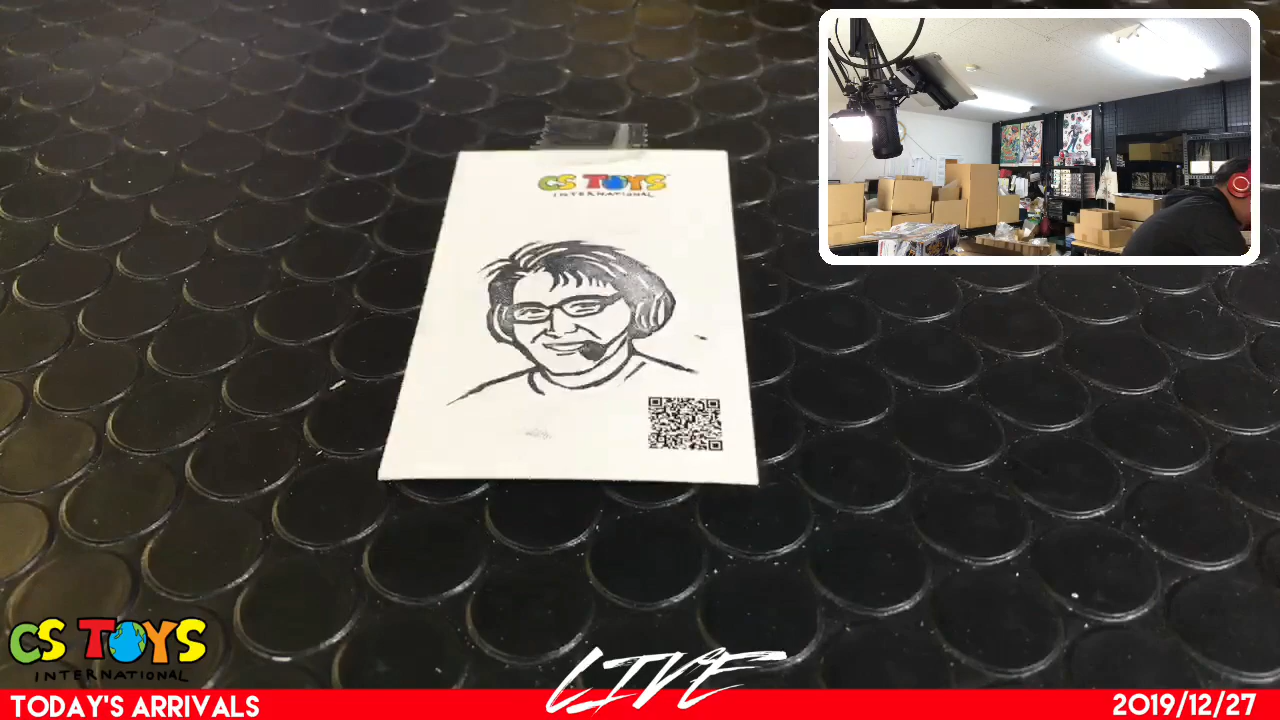 CS TOYS
INTERNATIONAL
CS TOYS
INTERNATIONAL
LIVE
TODAY'S ARRIVALS
2019/12/27